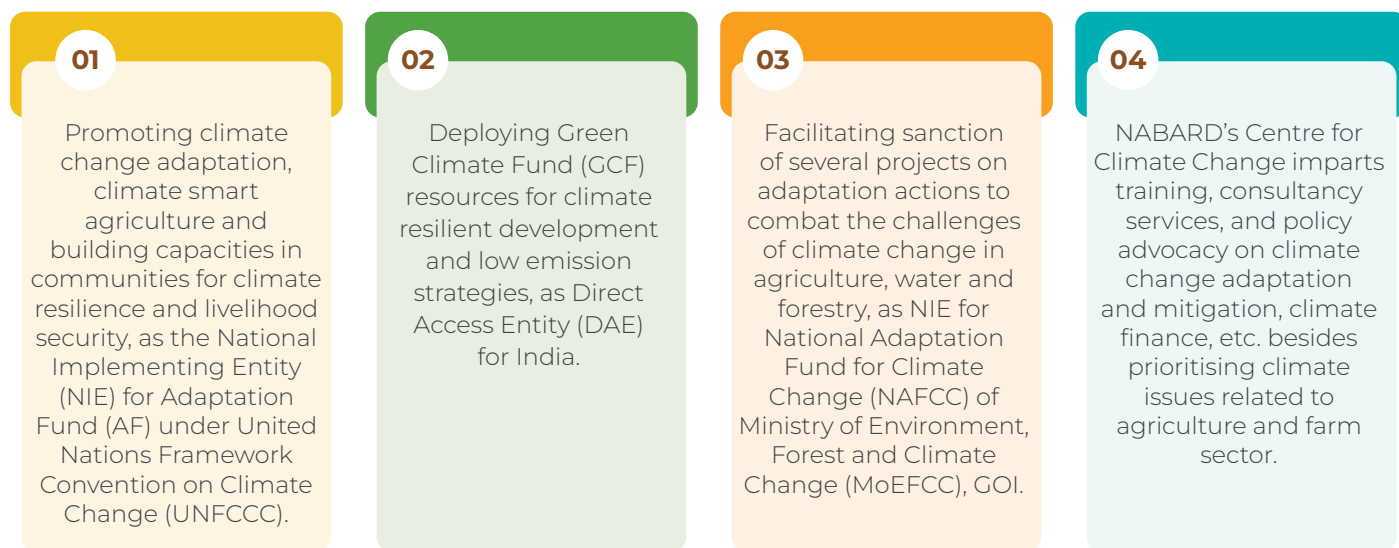 01
Promoting climate
change adaptation,
climate smart
agriculture and
building capacities in
communities for climate
resilience and livelihood
security, as the National
Implementing Entity
(NIE) for Adaptation
Fund (AF) under United
Nations Framework
Convention on Climate
Change (UNFCCC).
02
Deploying Green
Climate Fund (GCF)
resources for climate
resilient development
and low emission
strategies, as Direct
Access Entity (DAE)
for India.
03
Facilitating sanction
of several projects on
adaptation actions to
combat the challenges
of climate change in
agriculture, water and
forestry, as NIE for
National Adaptation
Fund for Climate
Change (NAFCC) of
Ministry of Environment,
Forest and Climate
Change (MoEFCC), GOI.
04
NABARD’s Centre for
Climate Change imparts
training, consultancy
services, and policy
advocacy on climate
change adaptation
and mitigation, climate
finance, etc. besides
prioritising climate
issues related to
agriculture and farm
sector.